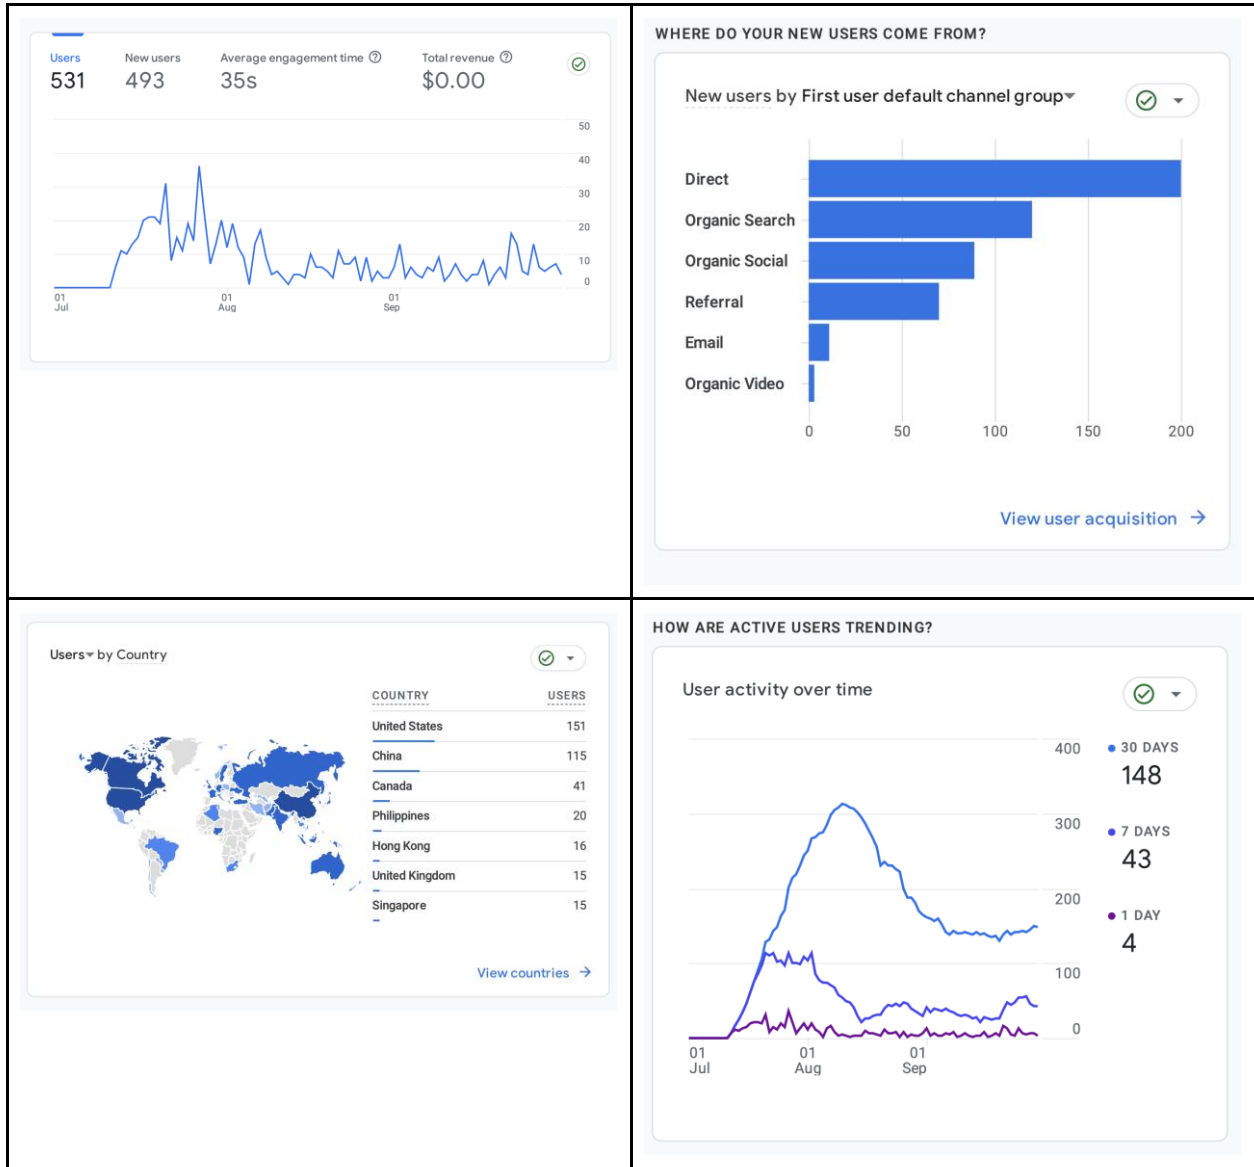 Users
New users
Average engagement time
Total revenue
531
493
35s
$0.00
50
40
30
20
10
0
01
Jul
01
Aug
01
Sep
WHERE DO YOUR NEW USERS COME FROM?
New users by First user default channel group
Direct
Organic Search
Organic Social
Referral
Email
Organic Video
0 50 100 150 200
View user acquisition
Users by Country
COUNTRY USERS
United States 151
China 115
Canada 41
Philippines 20
Hong Kong 16
United Kingdom 15
Singapore 15
View countries
HOW ARE ACTIVE USERS TRENDING?
User activity over time
400
300
200
100
0
01
Jul
01
Aug
01
Sep
30 DAYS
148
7 DAYS
43
1 DAY
4